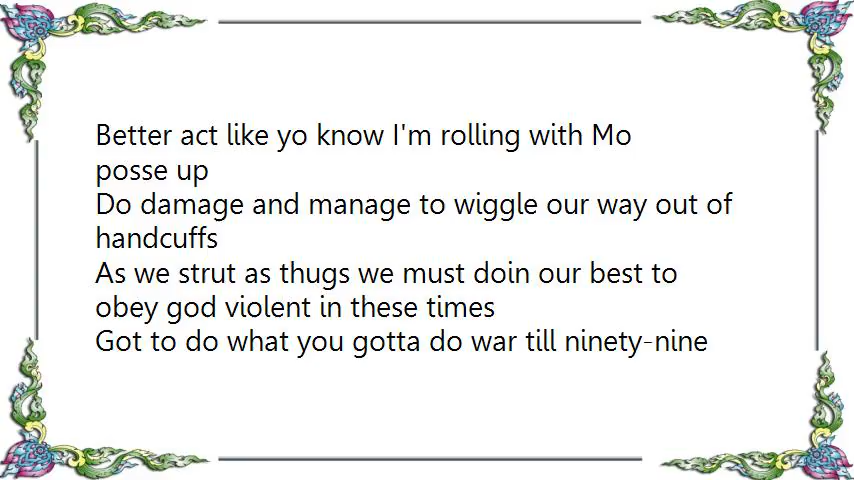 Better act like yo know I'm rolling with Mo
posse up
Do damage and manage to wiggle our way out of
handcuffs
As we strut as thugs we must doin our best to
obey god violent in these times
Got to do what you gotta do war till ninety-nine